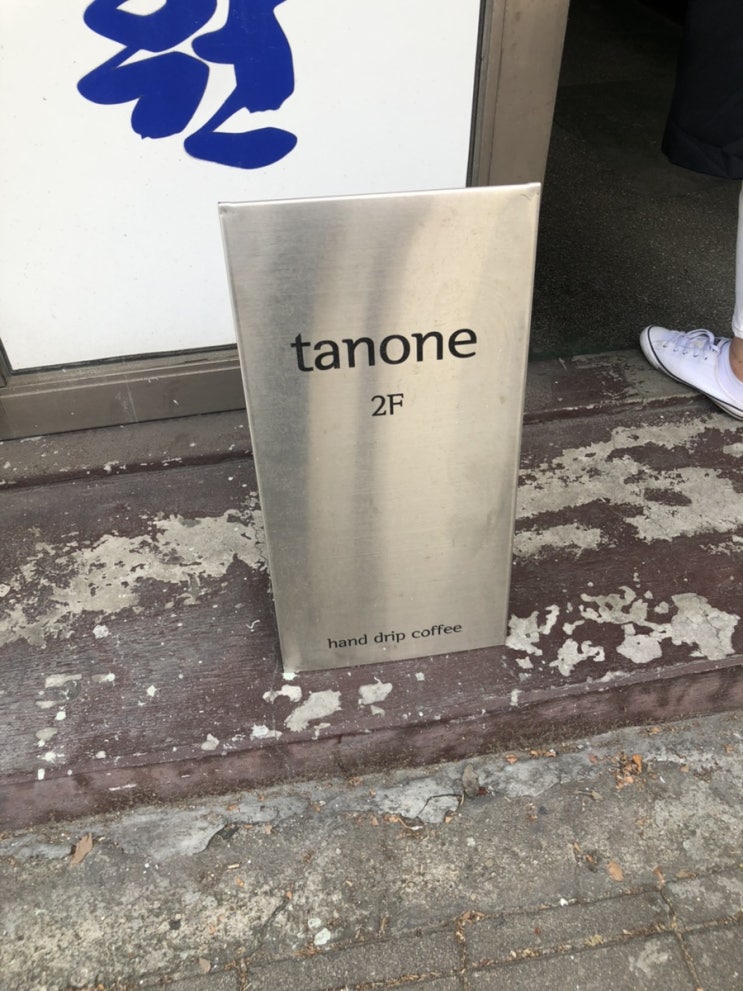 tanone
2F
hand drip coffee